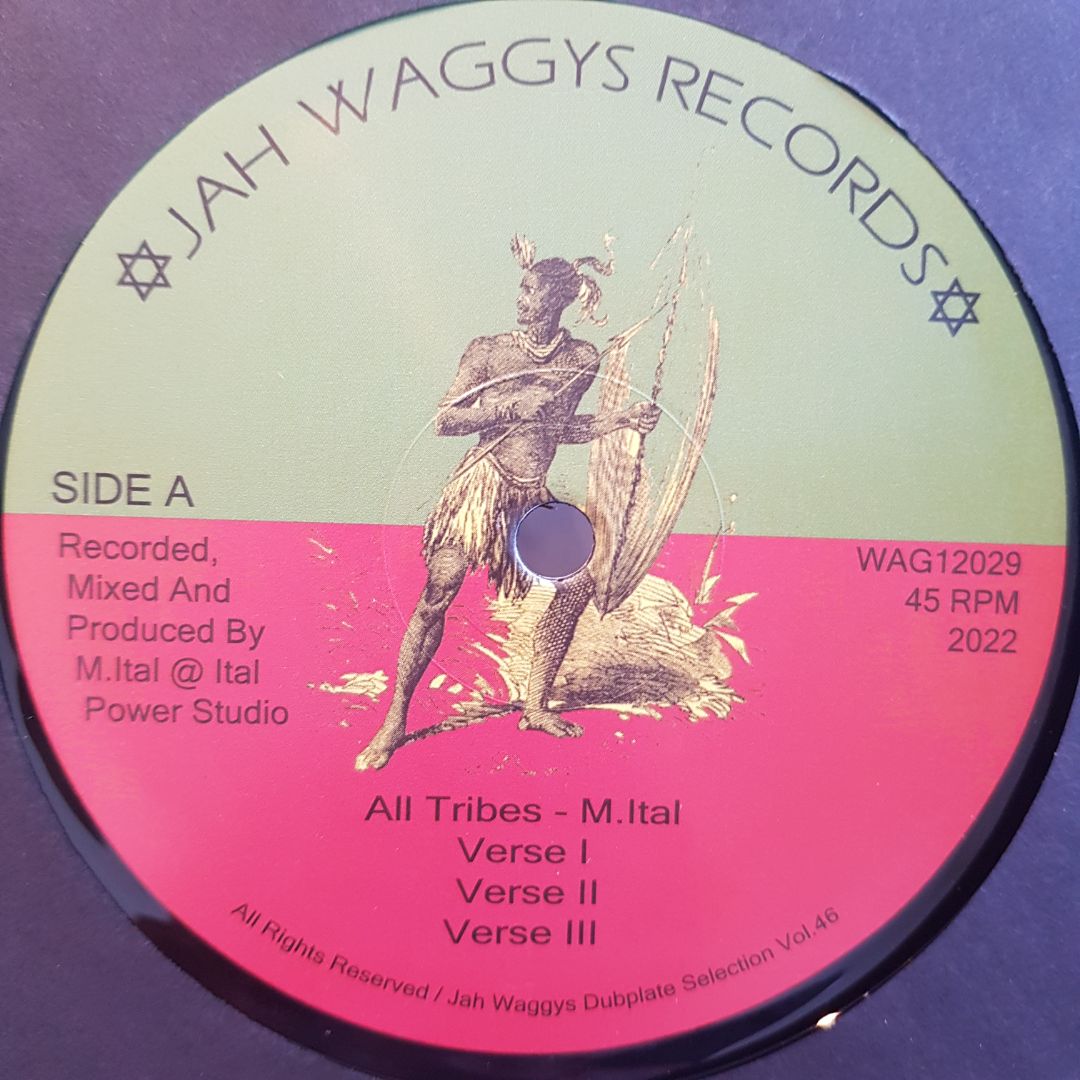 JAH WAGGYS RECORDS
SIDE A
Recorded,
Mixed And
Produced By
M.Ital @ Ital
Power Studio
WAG12029
45 RPM
2022
All Tribes - M.Ital
Verse I
Verse II
Verse III
All Rights Reserved / Jah Waggys Dubplate Selection Vol.46